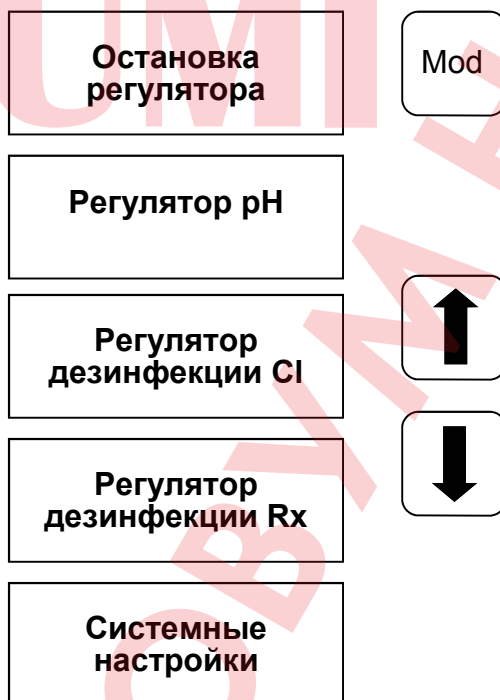 Остановка
регулятора
Mod
Регулятор pH
Регулятор
дезинфекции Cl
Регулятор
дезинфекции Rx
Системные
настройки